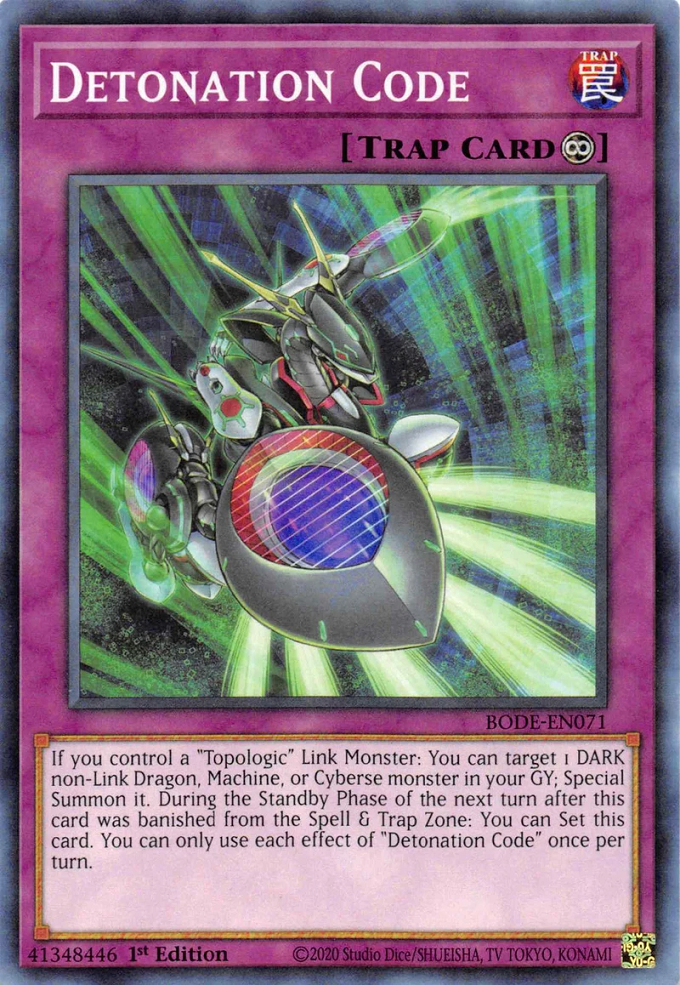 DETONATION CODE
TRAP
罠
[TRAP CARD♾]
BODE-EN071
If you control a "Topologic" Link Monster: You can target 1 DARK
non-Link Dragon, Machine, or Cyberse monster in your GY; Special
Summon it. During the Standby Phase of the next turn after this
card was banished from the Spell & Trap Zone: You can Set this
card. You can only use each effect of "Detonation Code" once per
turn.
41348446 1st Edition ©2020 Studio Dice/SHUEISHA, TV TOKYO, KONAMI